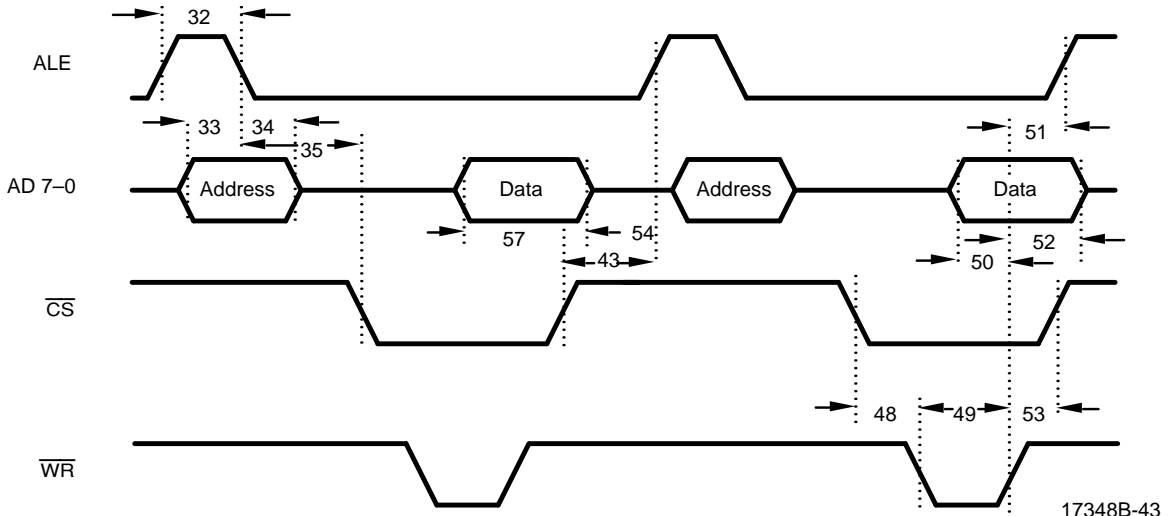 32
ALE
33 34 51
35
AD 7–0 Address Data Address Data
57 54 52
43 50
CS
48 49 53
WR
17348B-43